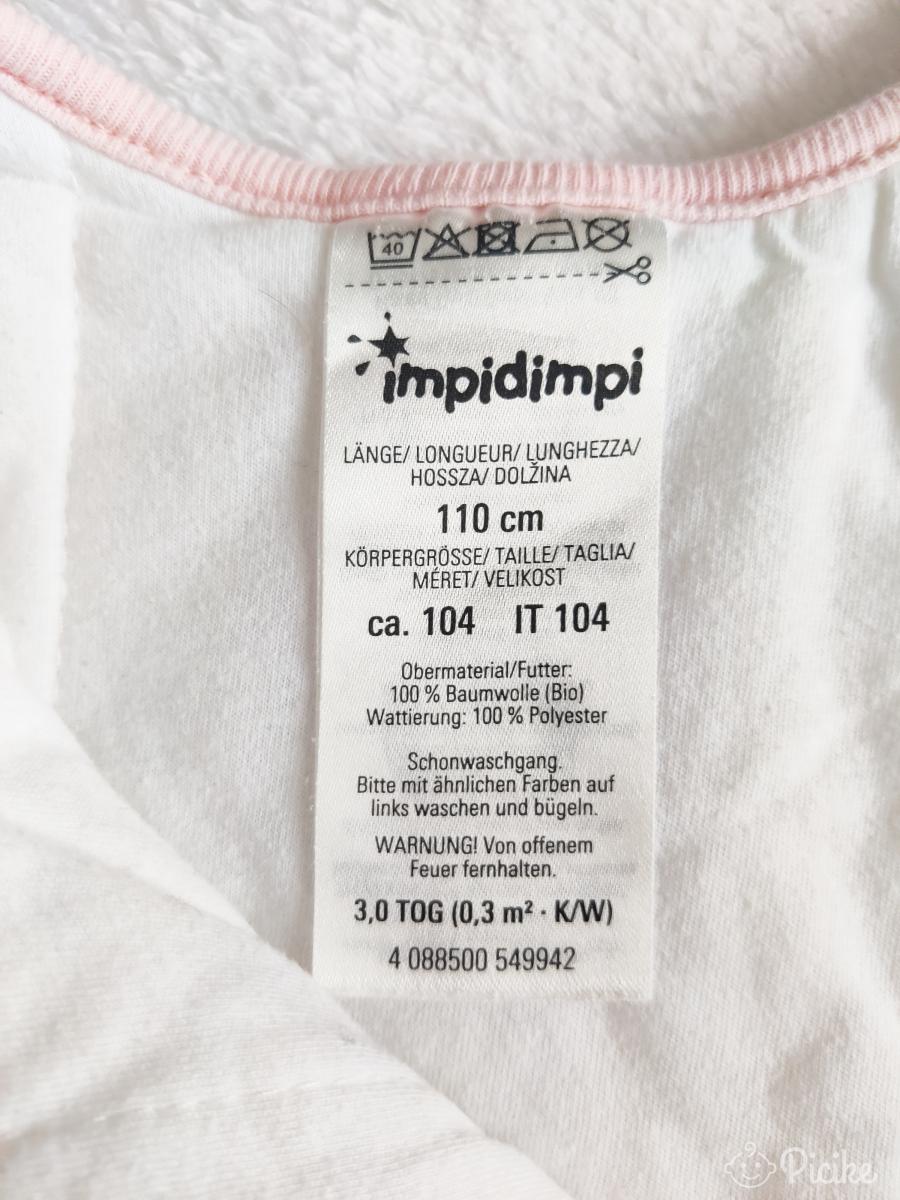 40
impidimpi
LÄNGE/ LONGUEUR/ LUNGHEZZA/
HOSSZA/ DOLŽINA
110 cm
KÖRPERGRÖSSE/ TAILLE/ TAGLIA/
MÉRET/ VELIKOST
ca. 104 IT 104
Obermaterial/Futter:
100 % Baumwolle (Bio)
Wattierung: 100 % Polyester
Schonwaschgang.
Bitte mit ähnlichen Farben auf
links waschen und bügeln.
WARNUNG! Von offenem
Feuer fernhalten.
3,0 TOG (0,3 m² · K/W)
4 088500 549942
Picike